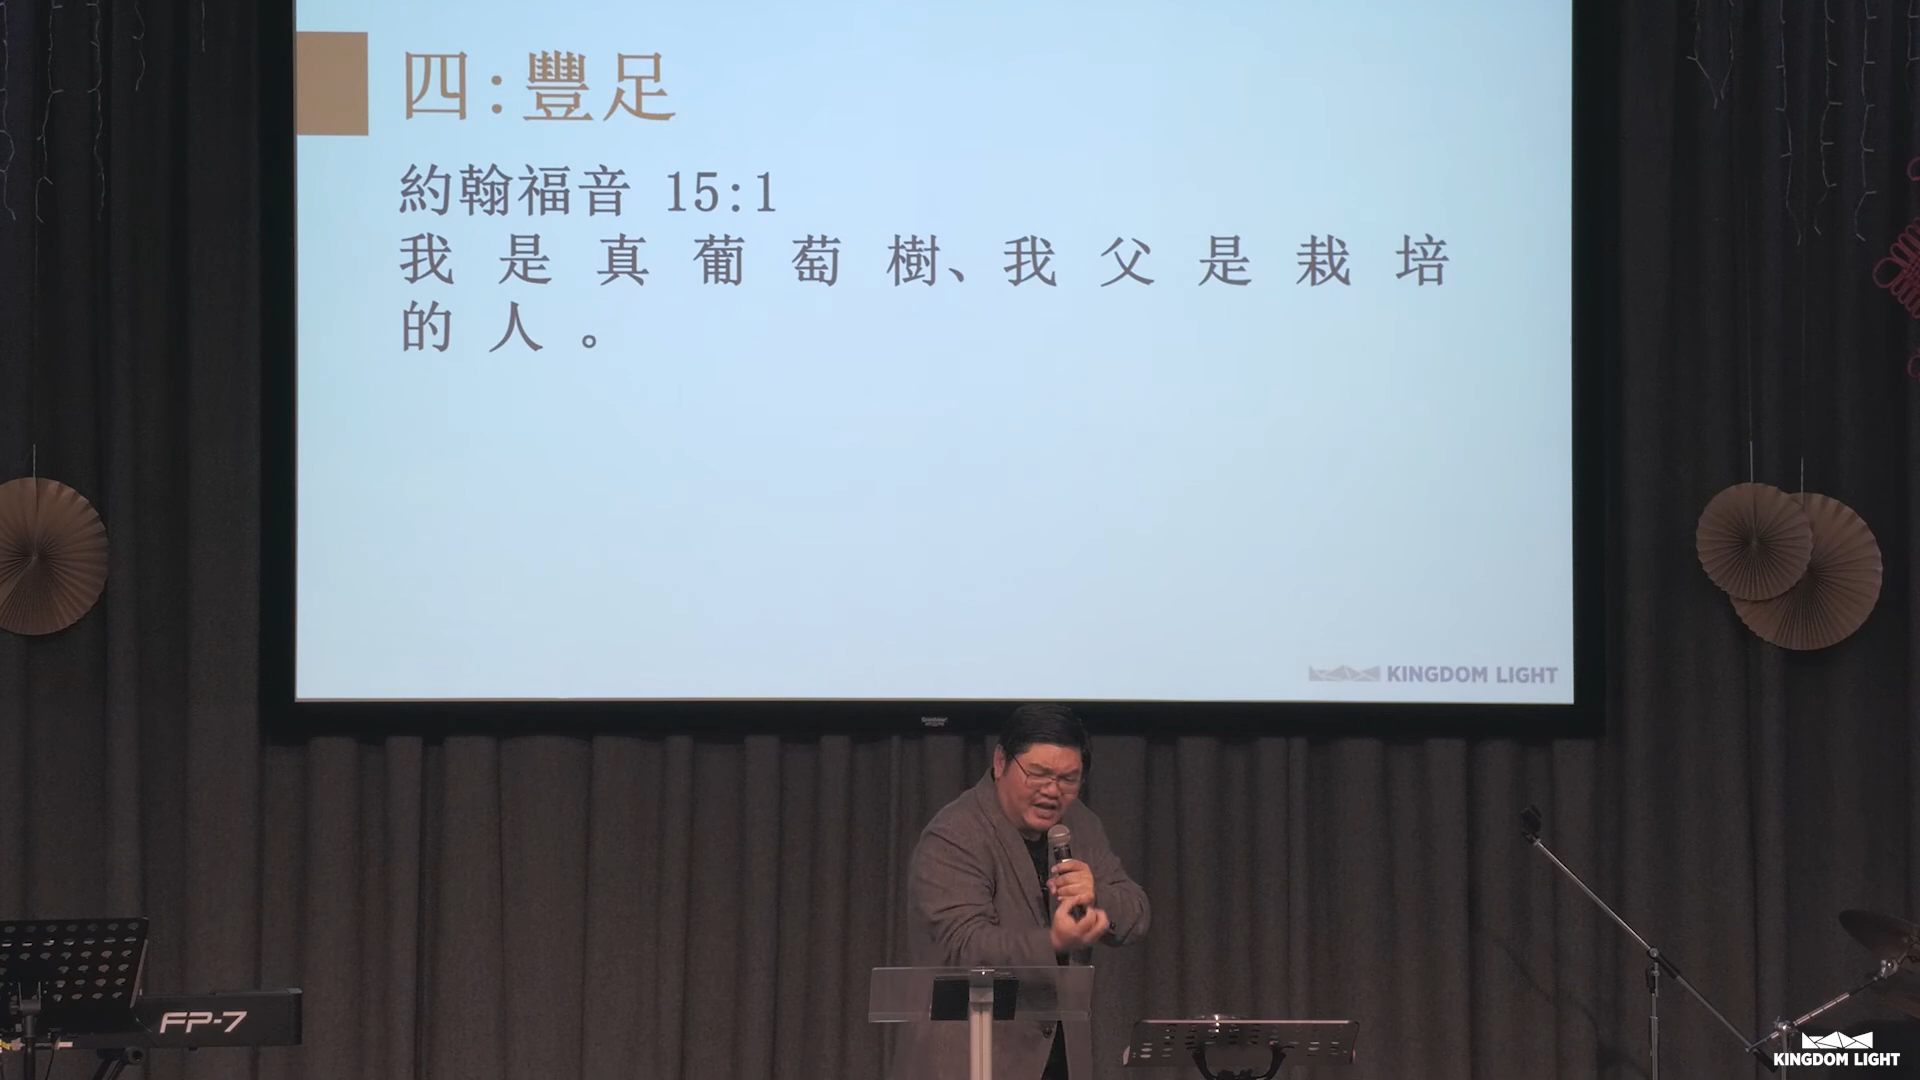 四:豐足
約翰福音 15:1
我 是 真 葡 萄 樹、我 父 是 栽 培
的 人 。
KINGDOM LIGHT
FP-7
KINGDOM LIGHT